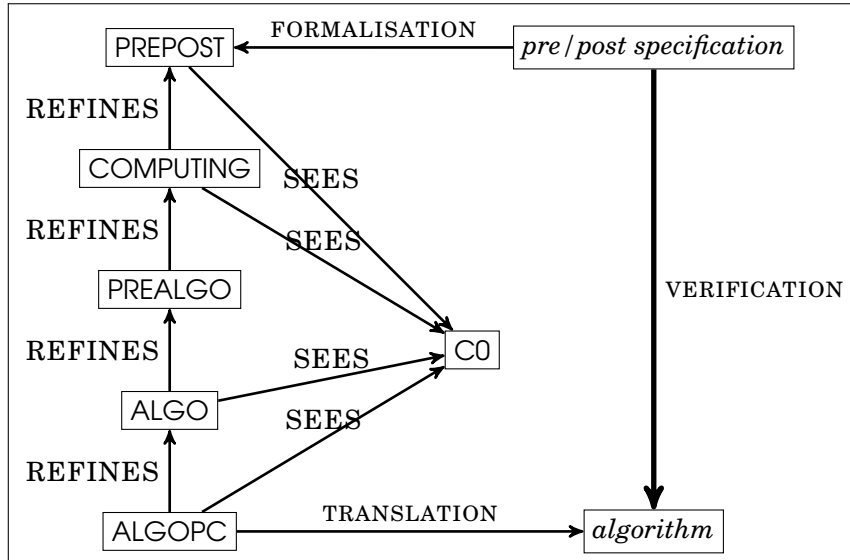 FORMALISATION
PREPOST
pre/post specification
REFINES
COMPUTING
SEES
REFINES
SEES
PREALGO
VERIFICATION
REFINES
SEES
C0
ALGO
SEES
REFINES
ALGOPC
TRANSLATION
algorithm